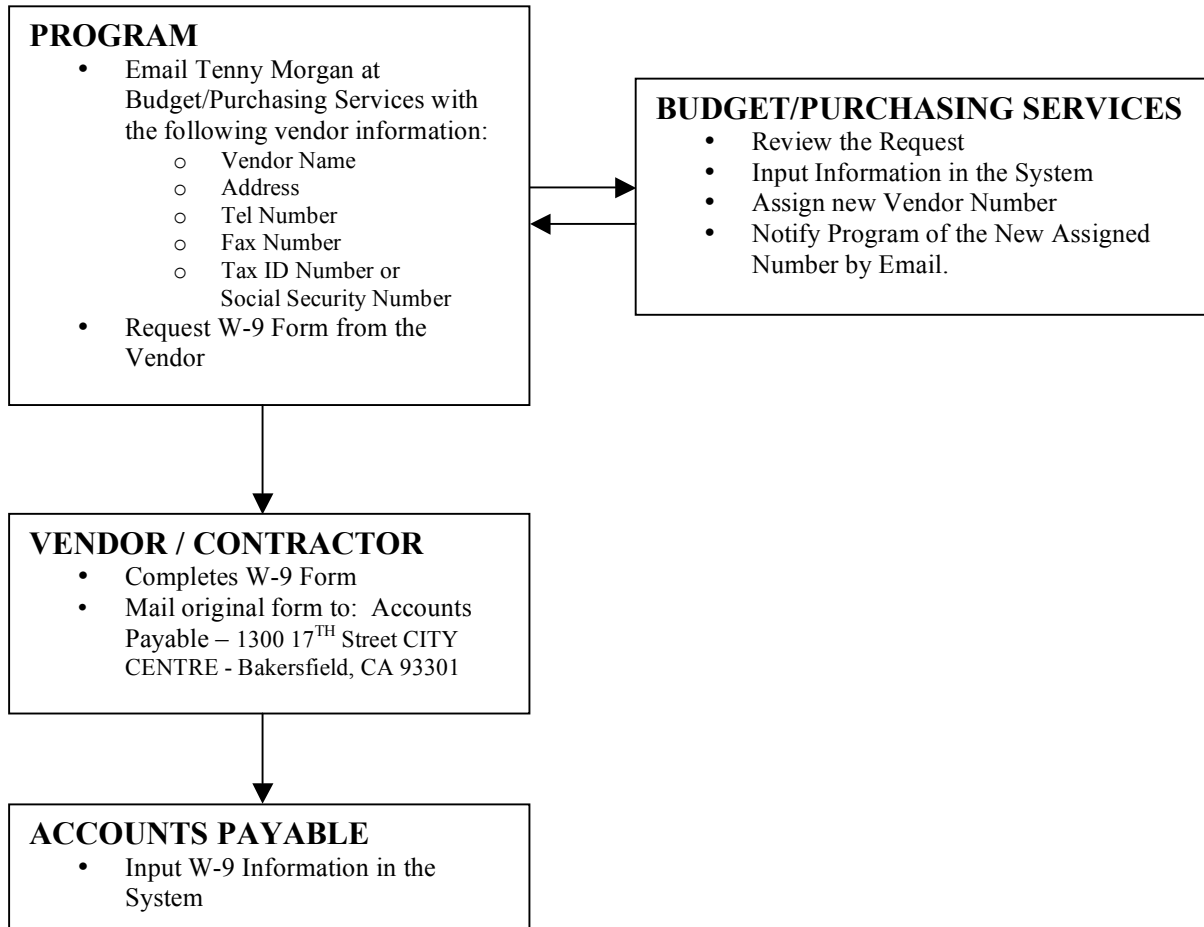 PROGRAM
• Email Tenny Morgan at
Budget/Purchasing Services with
the following vendor information:
o Vendor Name
o Address
o Tel Number
o Fax Number
o Tax ID Number or
Social Security Number
• Request W-9 Form from the
Vendor
BUDGET/PURCHASING SERVICES
• Review the Request
• Input Information in the System
• Assign new Vendor Number
• Notify Program of the New Assigned
Number by Email.
VENDOR / CONTRACTOR
• Completes W-9 Form
• Mail original form to: Accounts
Payable – 1300 17TH Street CITY
CENTRE - Bakersfield, CA 93301
ACCOUNTS PAYABLE
• Input W-9 Information in the
System